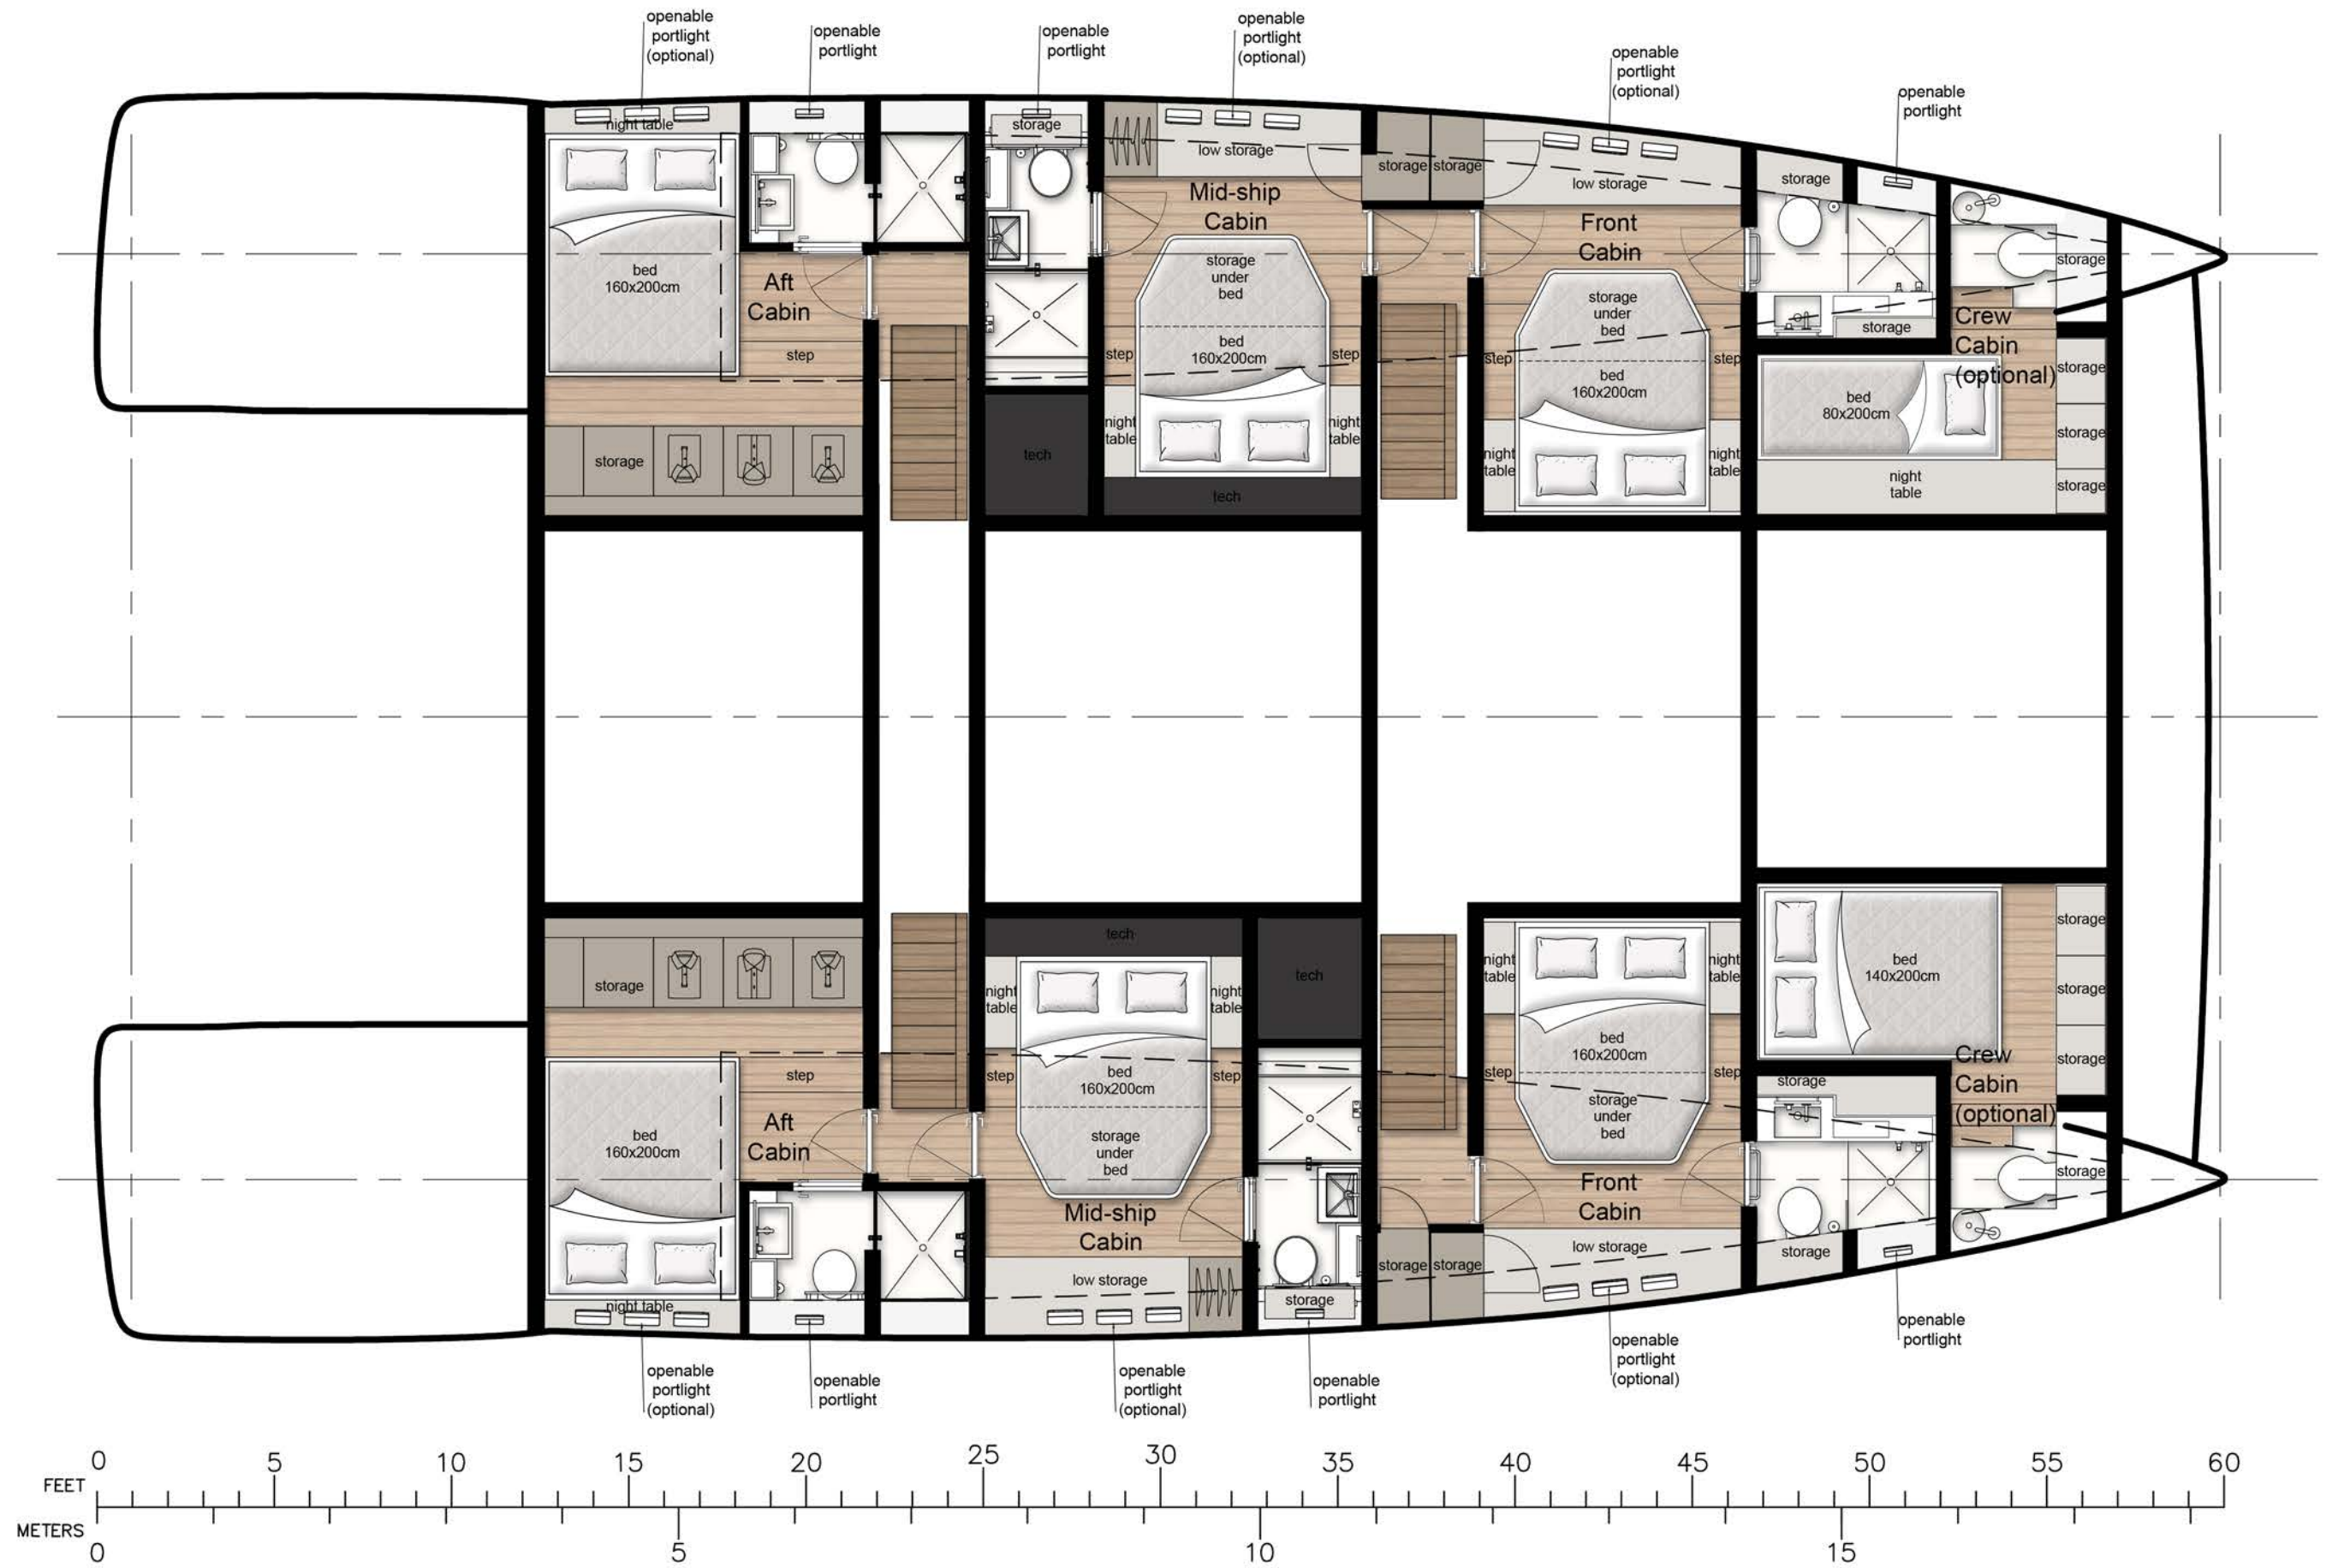 openable
portlight
(optional)
openable
portlight
openable
portlight
openable
portlight
(optional)
openable
portlight
(optional)
openable
portlight
night table
storage
low storage
storage
storage
low storage
storage
Mid-ship
Cabin
Front
Cabin
bed
160x200cm
Aft
Cabin
step
storage
under
bed
bed
160x200cm
step
step
storage
under
bed
bed
160x200cm
step
step
storage
storage
Crew
Cabin
(optional)
bed
80x200cm
storage
storage
storage
night
table
storage
tech
night
table
night
table
tech
night
table
night
table
storage
tech
tech
night
table
night
table
night
table
night
table
bed
140x200cm
storage
storage
storage
step
step
bed
160x200cm
step
storage
under
bed
bed
160x200cm
step
step
storage
under
bed
Crew
Cabin
(optional)
storage
storage
Aft
Cabin
bed
160x200cm
Mid-ship
Cabin
Front
Cabin
night table
low storage
storage
storage
storage
low storage
storage
openable
portlight
(optional)
openable
portlight
openable
portlight
(optional)
openable
portlight
openable
portlight
(optional)
openable
portlight
0 5 10 15 20 25 30 35 40 45 50 55 60
FEET
METERS
0 5 10 15